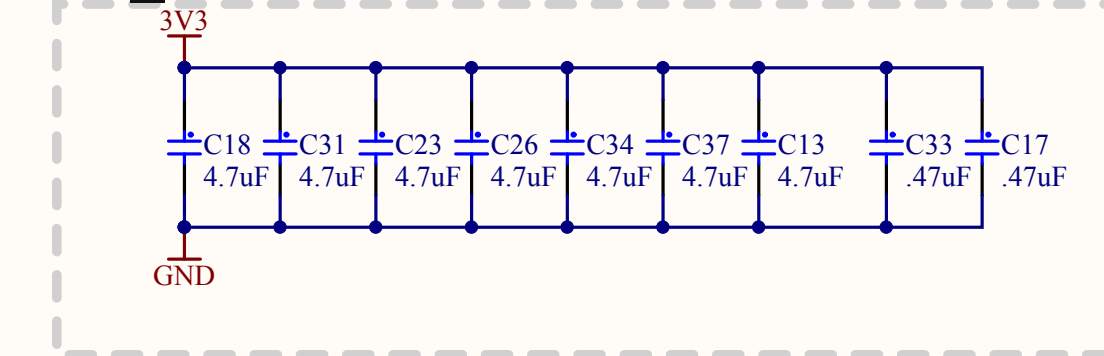 3V3
C18 C31 C23 C26 C34 C37 C13 C33 C17
4.7uF 4.7uF 4.7uF 4.7uF 4.7uF 4.7uF 4.7uF .47uF .47uF
GND